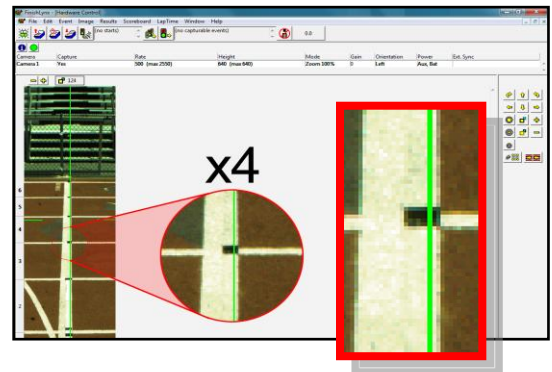 FinishLynx - [Hardware Control]
File Edit Event Image Results Scoreboard LapTime Window Help
(no starts) (no capturable events) 0.0
Camera Capture Rate Height Mode Gain Orientation Power Ext. Sync
Camera 1 Yes 500 (max 2550) 640 (max 640) Zoom 100% 0 Left Aux, Bat
124
x4
6
5
4
3
2